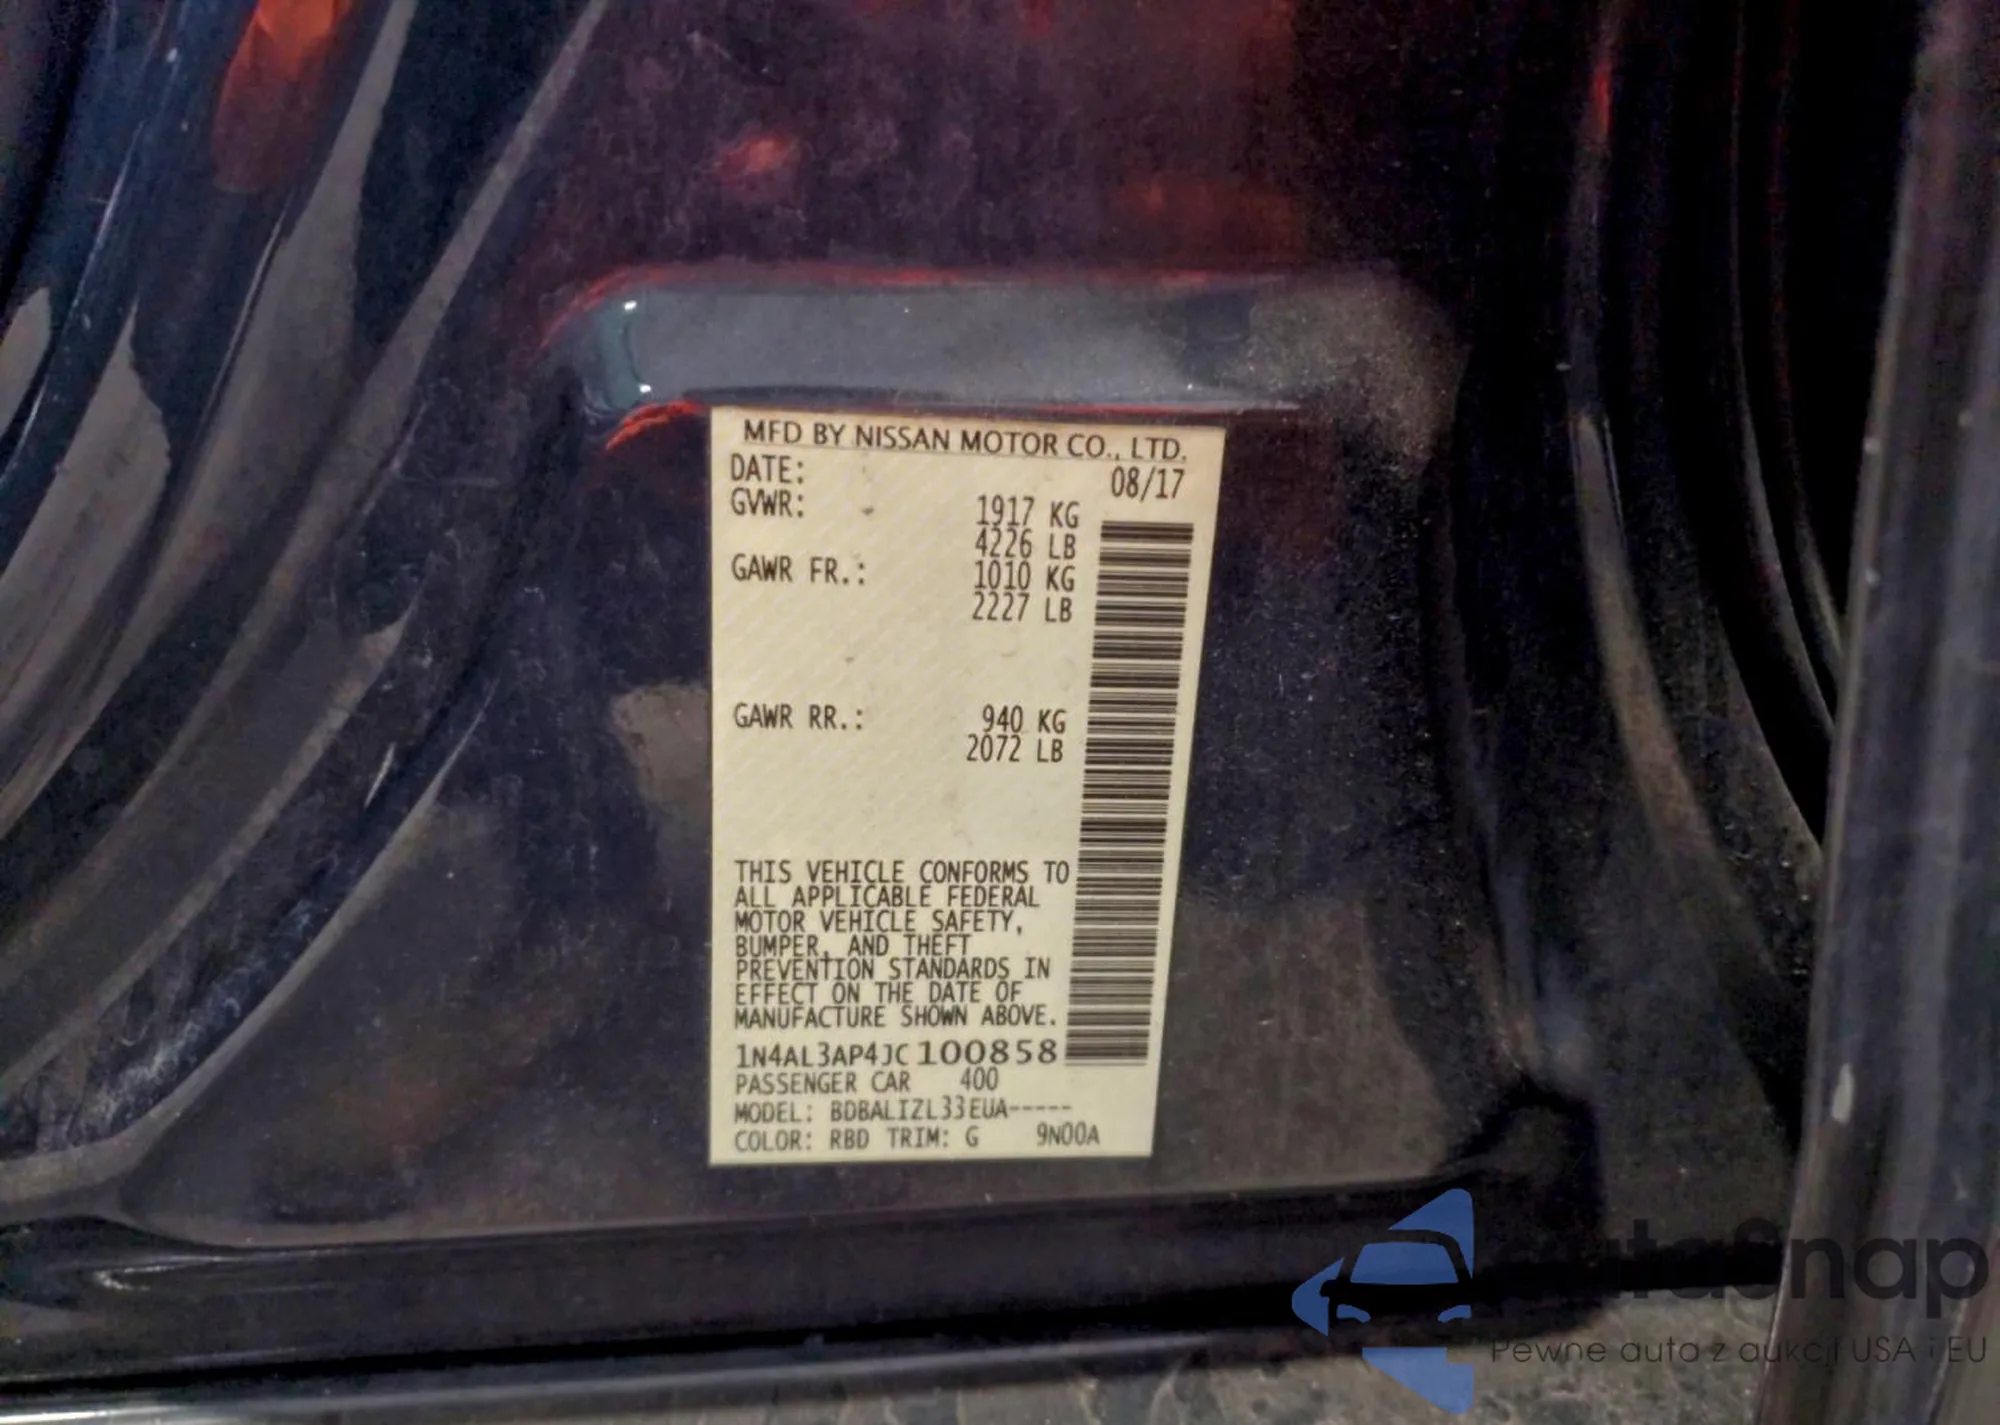 MFD BY NISSAN MOTOR CO., LTD.
DATE: 08/17
GVWR: 1917 KG
4226 LB
GAWR FR.: 1010 KG
2227 LB
GAWR RR.: 940 KG
2072 LB
THIS VEHICLE CONFORMS TO
ALL APPLICABLE FEDERAL
MOTOR VEHICLE SAFETY,
BUMPER, AND THEFT
PREVENTION STANDARDS IN
EFFECT ON THE DATE OF
MANUFACTURE SHOWN ABOVE.
1N4AL3AP4JC100858
PASSENGER CAR 400
MODEL: BDBALIZL33EUA-----
COLOR: RBD TRIM: G 9N00A
autaSnap
Pewne auta z aukcji USA i EU